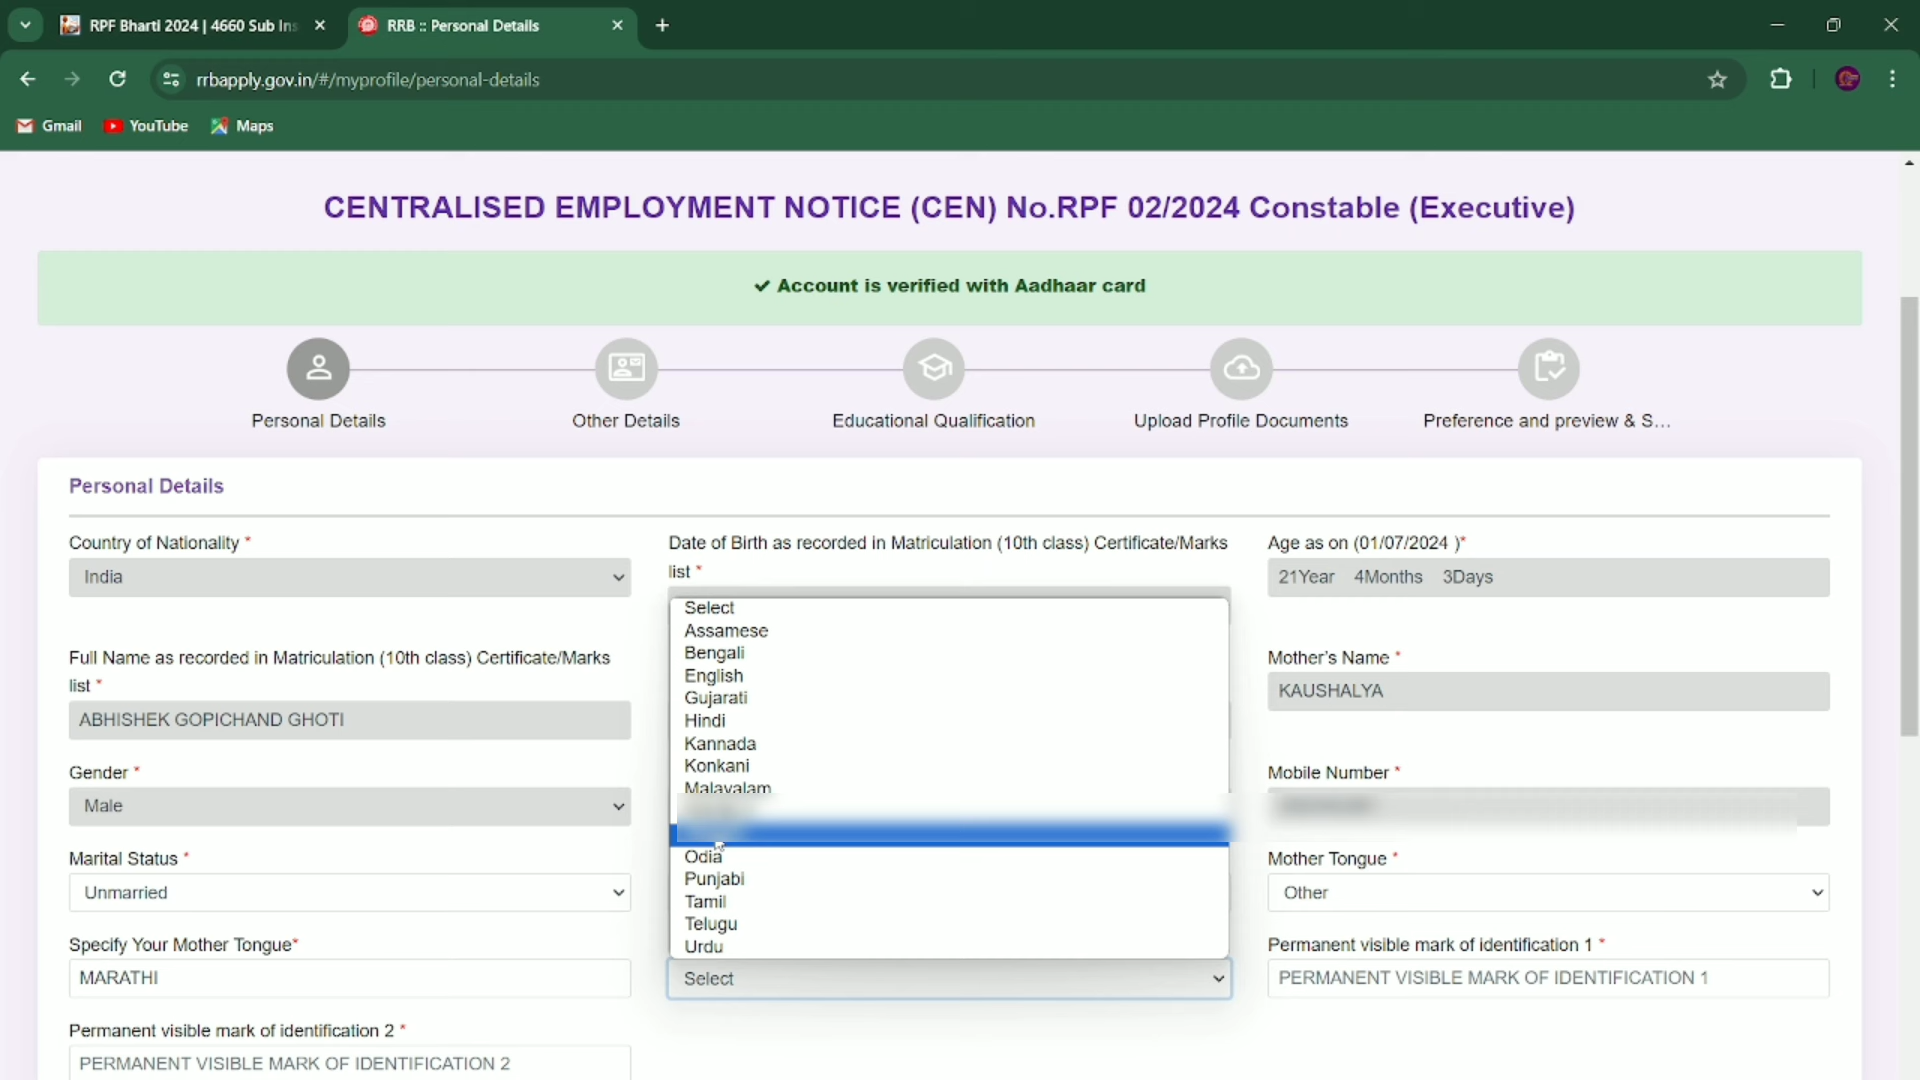 RPF Bharti 2024 | 4660 Sub Ins
RRB :: Personal Details
rrbapply.gov.in/#/myprofile/personal-details
Gmail
YouTube
Maps
CENTRALISED EMPLOYMENT NOTICE (CEN) No.RPF 02/2024 Constable (Executive)
✔ Account is verified with Aadhaar card
Personal Details
Other Details
Educational Qualification
Upload Profile Documents
Preference and preview & S...
Personal Details
Country of Nationality *
India
Date of Birth as recorded in Matriculation (10th class) Certificate/Marks
list *
Age as on (01/07/2024 )*
21Year 4Months 3Days
Full Name as recorded in Matriculation (10th class) Certificate/Marks
list *
ABHISHEK GOPICHAND GHOTI
Mother's Name *
KAUSHALYA
Gender *
Male
Mobile Number *
Marital Status *
Unmarried
Mother Tongue *
Other
Specify Your Mother Tongue*
MARATHI
Select
Assamese
Bengali
English
Gujarati
Hindi
Kannada
Konkani
Malayalam
Odia
Punjabi
Tamil
Telugu
Urdu
Select
Permanent visible mark of identification 1 *
PERMANENT VISIBLE MARK OF IDENTIFICATION 1
Permanent visible mark of identification 2 *
PERMANENT VISIBLE MARK OF IDENTIFICATION 2